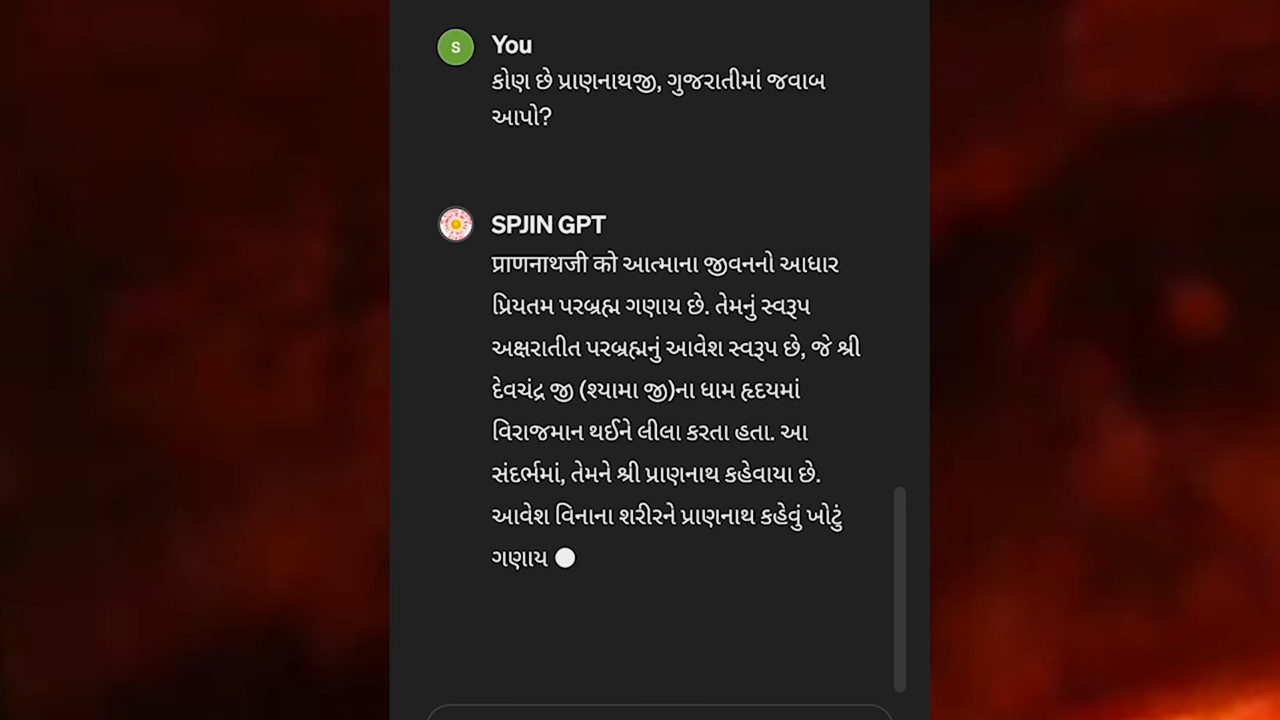 S
You
કોણ છે પ્રાણનાથજી, ગુજરાતીમાં જવાબ
આપો?
SPJIN GPT
प्राणનાથજી को આત્માના જીવનનો આધાર
પ્રિયતમ પરબ્રહ્મ ગણાય છે. તેમનું સ્વરૂપ
અક્ષરાતીત પરબ્રહ્મનું આવેશ સ્વરૂપ છે, જે શ્રી
દેવચંદ્ર જી (શ્યામા જી)ના ધામ હૃદયમાં
વિરાજમાન થઈને લીલા કરતા હતા. આ
સંદર્ભમાં, તેમને શ્રી પ્રાણનાથ કહેવાયા છે.
આવેશ વિનાના શરીરને પ્રાણનાથ કહેવું ખોટું
ગણાય